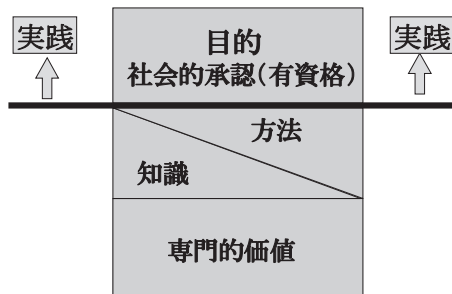 実践
目的
実践
社会的承認(有資格)
方法
知識
専門的価値